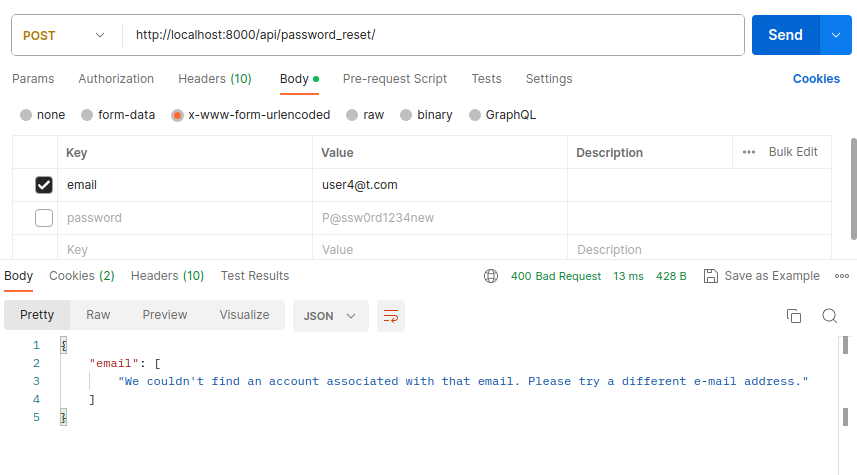 POST http://localhost:8000/api/password_reset/ Send
Params Authorization Headers (10) Body Pre-request Script Tests Settings Cookies
none form-data x-www-form-urlencoded raw binary GraphQL
Key Value Description ••• Bulk Edit
email user4@t.com
password P@ssw0rd1234new
Key Value Description
Body Cookies (2) Headers (10) Test Results 400 Bad Request 13 ms 428 B Save as Example
Pretty Raw Preview Visualize JSON
1 {
2 "email": [
3 "We couldn't find an account associated with that email. Please try a different e-mail address."
4 ]
5 }